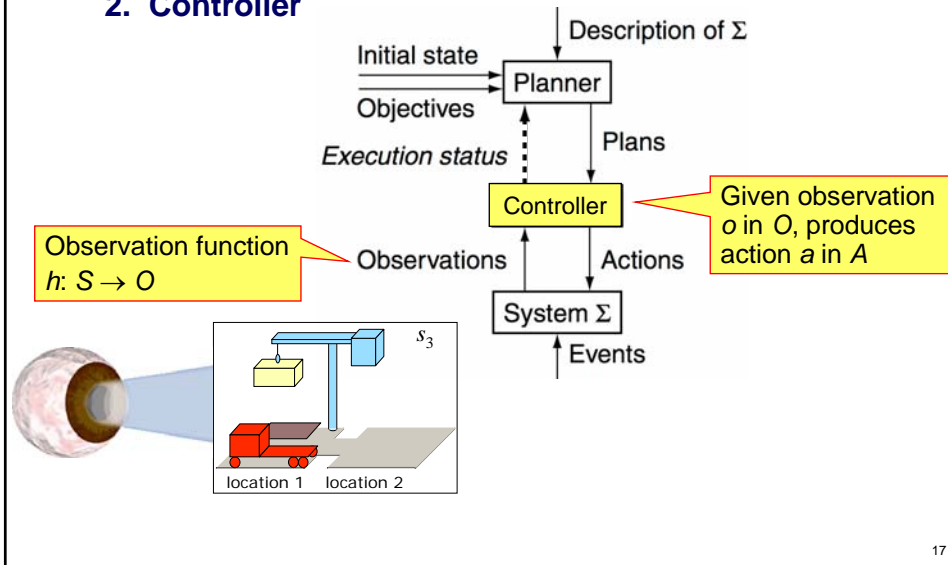 2. Controller
Description of Σ
Initial state
Planner
Objectives
Execution status
Plans
Controller
Given observation
o in O, produces
action a in A
Observation function
h: S → O
Observations
Actions
System Σ
Events
s₃
location 1
location 2
17